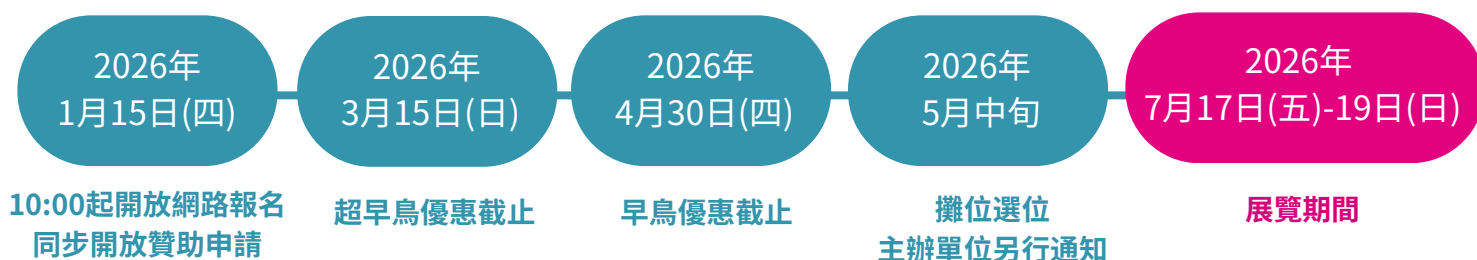 2026年
1月15日(四)
10:00起開放網路報名
同步開放贊助申請
2026年
3月15日(日)
超早鳥優惠截止
2026年
4月30日(四)
早鳥優惠截止
2026年
5月中旬
攤位選位
主辦單位另行通知
2026年
7月17日(五)-19日(日)
展覽期間